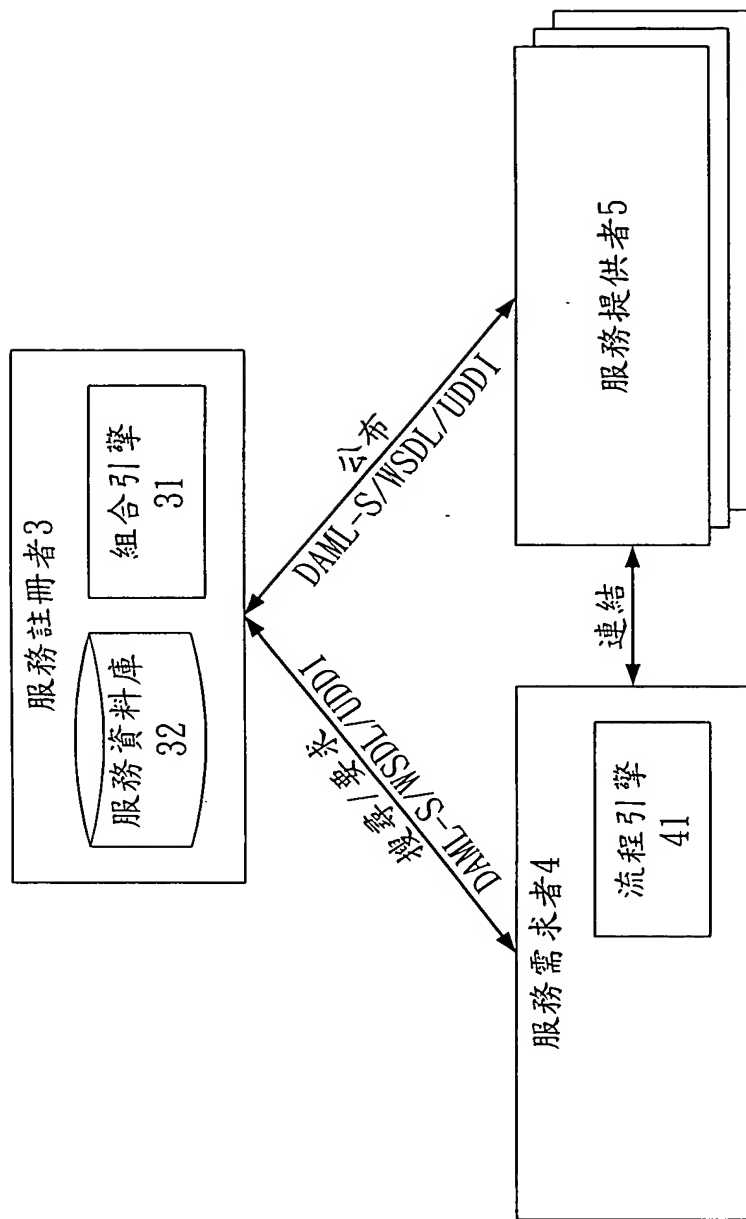 服務註冊者3
服務資料庫
32
組合引擎
31
搜尋/要求
DAML-S/WSDL/UDDI
公布
DAML-S/WSDL/UDDI
服務需求者4
流程引擎
41
連結
服務提供者5